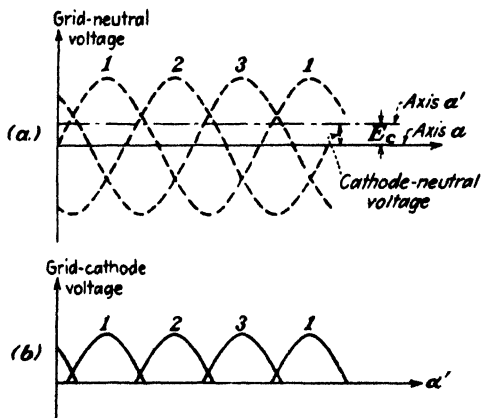 Grid-neutral
voltage
1 2 3 1
Axis α'
(a)
E_c
Axis α
Cathode-neutral
voltage
Grid-cathode
voltage
1 2 3 1
(b)
α'